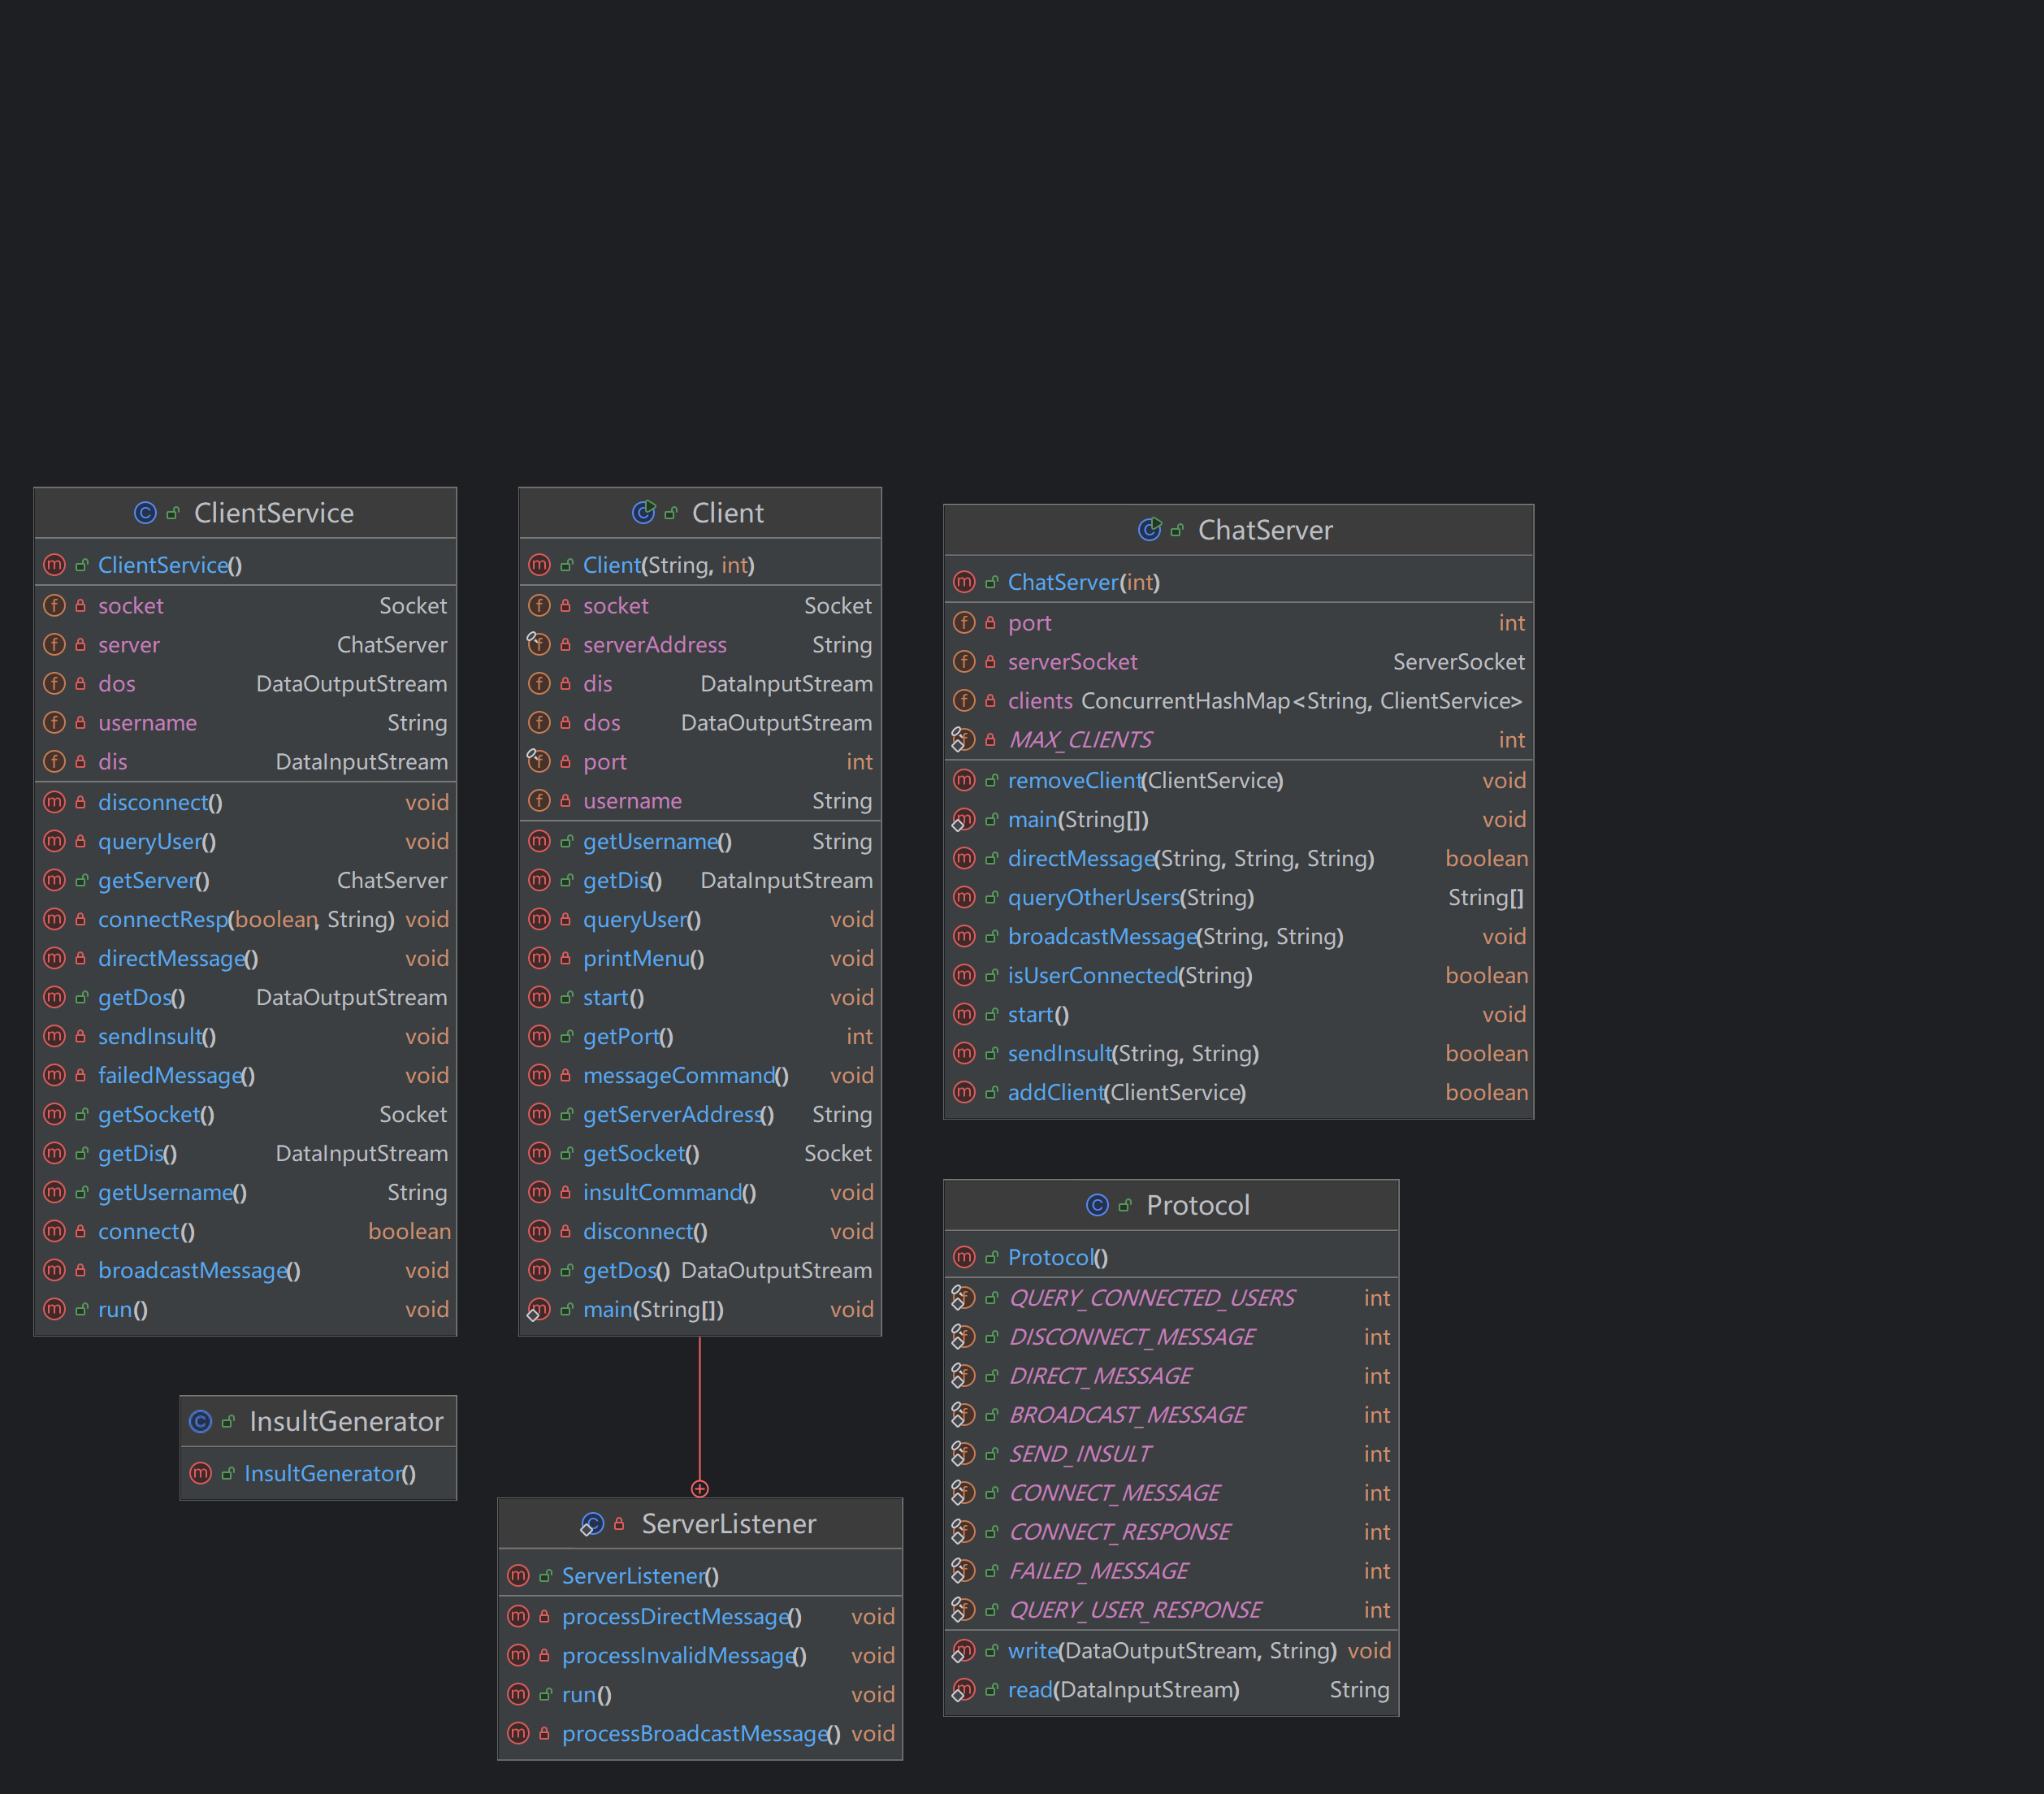 ClientService
ClientService()
socket Socket
server ChatServer
dos DataOutputStream
username String
dis DataInputStream
disconnect() void
queryUser() void
getServer() ChatServer
connectResp(boolean, String) void
directMessage() void
getDos() DataOutputStream
sendInsult() void
failedMessage() void
getSocket() Socket
getDis() DataInputStream
getUsername() String
connect() boolean
broadcastMessage() void
run() void
InsultGenerator
InsultGenerator()
Client
Client(String, int)
socket Socket
serverAddress String
dis DataInputStream
dos DataOutputStream
port int
username String
getUsername() String
getDis() DataInputStream
queryUser() void
printMenu() void
start() void
getPort() int
messageCommand() void
getServerAddress() String
getSocket() Socket
insultCommand() void
disconnect() void
getDos() DataOutputStream
main(String[]) void
ServerListener
ServerListener()
processDirectMessage() void
processInvalidMessage() void
run() void
processBroadcastMessage() void
ChatServer
ChatServer(int)
port int
serverSocket ServerSocket
clients ConcurrentHashMap<String, ClientService>
MAX_CLIENTS int
removeClient(ClientService) void
main(String[]) void
directMessage(String, String, String) boolean
queryOtherUsers(String) String[]
broadcastMessage(String, String) void
isUserConnected(String) boolean
start() void
sendInsult(String, String) boolean
addClient(ClientService) boolean
Protocol
Protocol()
QUERY_CONNECTED_USERS int
DISCONNECT_MESSAGE int
DIRECT_MESSAGE int
BROADCAST_MESSAGE int
SEND_INSULT int
CONNECT_MESSAGE int
CONNECT_RESPONSE int
FAILED_MESSAGE int
QUERY_USER_RESPONSE int
write(DataOutputStream, String) void
read(DataInputStream) String